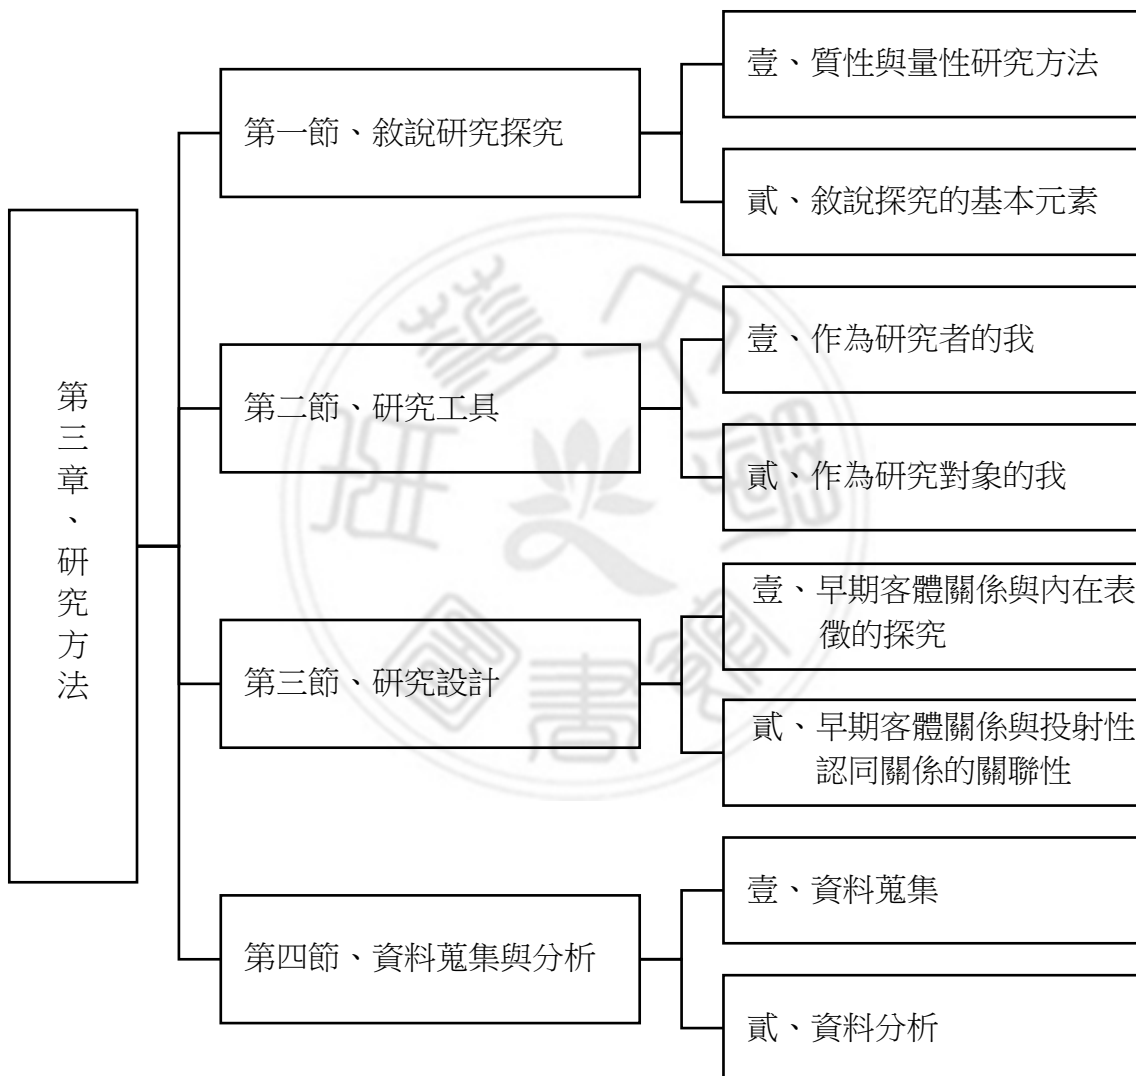 第三章、研究方法
第一節、敘說研究探究
壹、質性與量性研究方法
貳、敘說探究的基本元素
第二節、研究工具
壹、作為研究者的我
貳、作為研究對象的我
第三節、研究設計
壹、早期客體關係與內在表
徵的探究
貳、早期客體關係與投射性
認同關係的關聯性
第四節、資料蒐集與分析
壹、資料蒐集
貳、資料分析